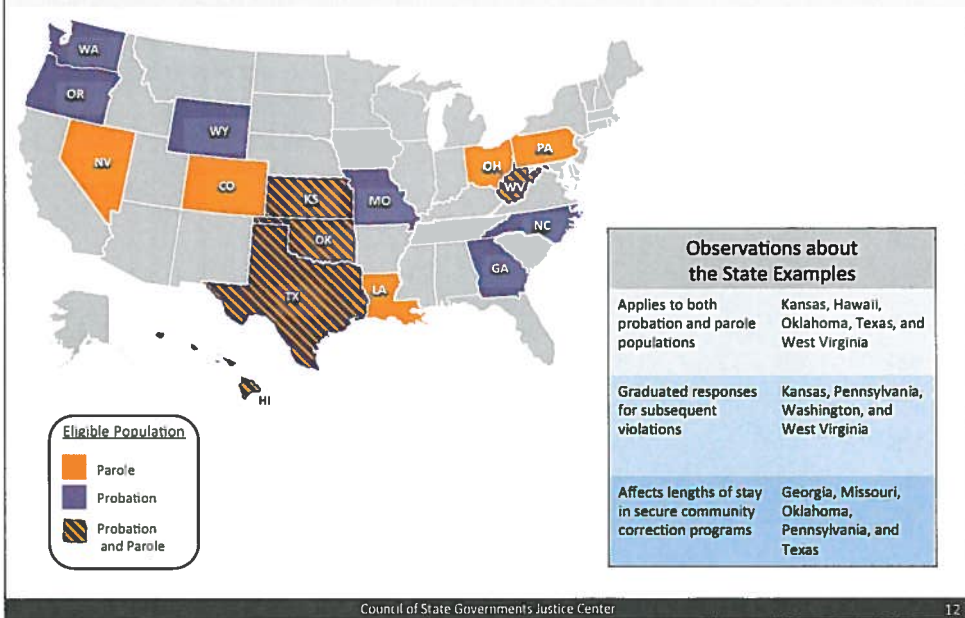 WA
OR
WY
NV
CO
KS
MO
OK
TX
LA
OH
PA
WV
NC
GA
HI
Eligible Population
Parole
Probation
Probation
and Parole
Observations about
the State Examples
Applies to both
probation and parole
populations
Kansas, Hawaii,
Oklahoma, Texas, and
West Virginia
Graduated responses
for subsequent
violations
Kansas, Pennsylvania,
Washington, and
West Virginia
Affects lengths of stay
in secure community
correction programs
Georgia, Missouri,
Oklahoma,
Pennsylvania, and
Texas
Council of State Governments Justice Center
12